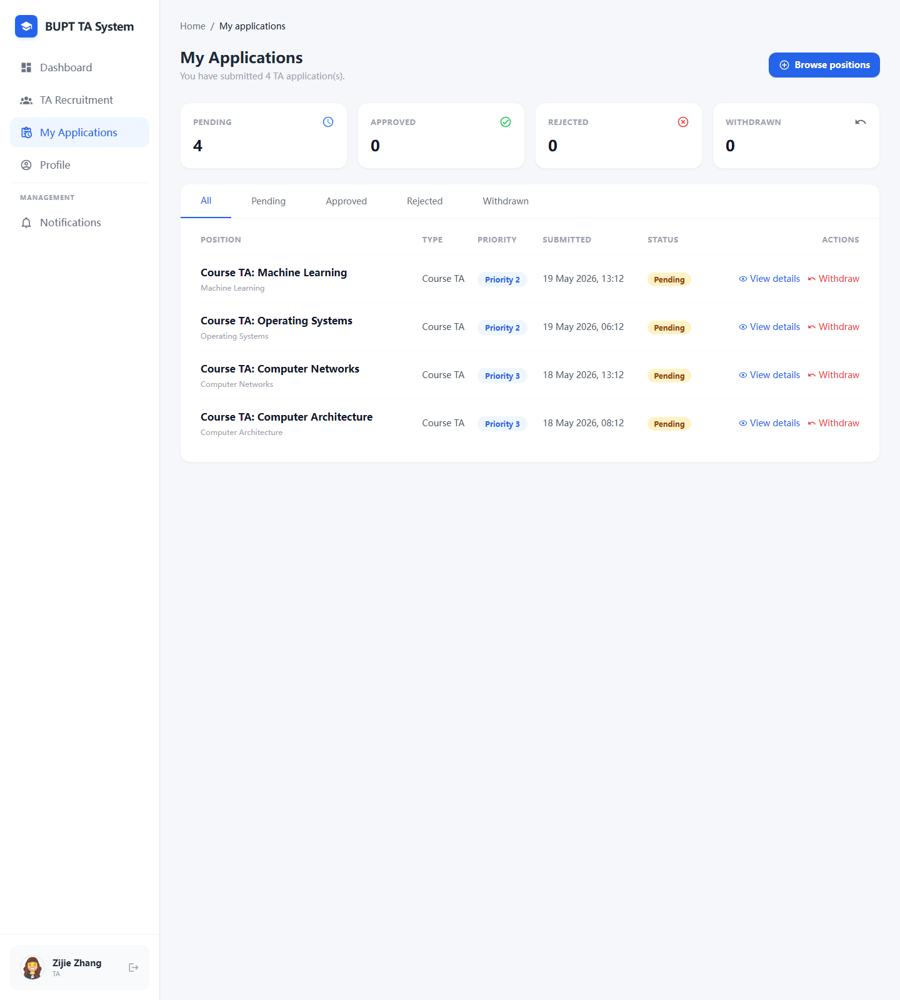 BUPT TA System
Dashboard
TA Recruitment
My Applications
Profile
MANAGEMENT
Notifications
Zijie Zhang
TA
Home / My applications
My Applications
You have submitted 4 TA application(s).
Browse positions
PENDING
4
APPROVED
0
REJECTED
0
WITHDRAWN
0
All Pending Approved Rejected Withdrawn
POSITION TYPE PRIORITY SUBMITTED STATUS ACTIONS
Course TA: Machine Learning
Machine Learning
Course TA Priority 2 19 May 2026, 13:12 Pending View details Withdraw
Course TA: Operating Systems
Operating Systems
Course TA Priority 2 19 May 2026, 06:12 Pending View details Withdraw
Course TA: Computer Networks
Computer Networks
Course TA Priority 3 18 May 2026, 13:12 Pending View details Withdraw
Course TA: Computer Architecture
Computer Architecture
Course TA Priority 3 18 May 2026, 08:12 Pending View details Withdraw